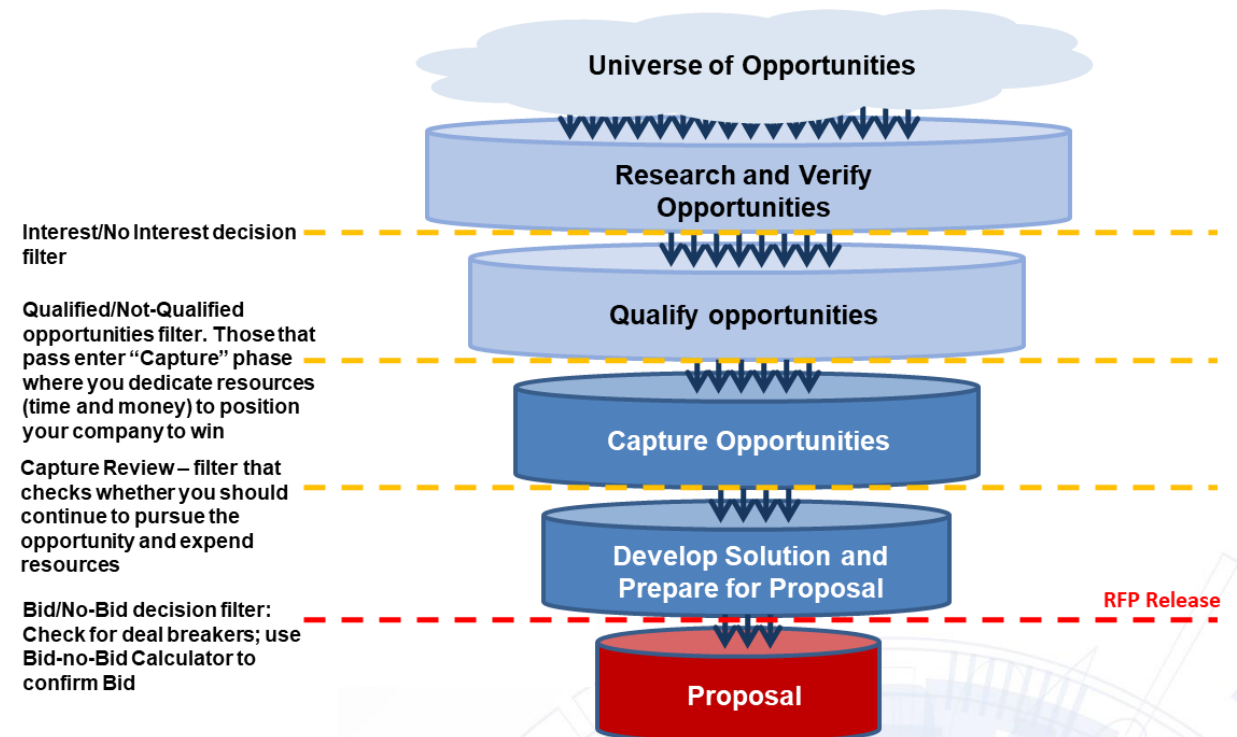 Universe of Opportunities
Research and Verify
Opportunities
Interest/No Interest decision
filter
Qualify opportunities
Qualified/Not-Qualified
opportunities filter. Those that
pass enter “Capture” phase
where you dedicate resources
(time and money) to position
your company to win
Capture Opportunities
Capture Review – filter that
checks whether you should
continue to pursue the
opportunity and expend
resources
Develop Solution and
Prepare for Proposal
RFP Release
Bid/No-Bid decision filter:
Check for deal breakers; use
Bid-no-Bid Calculator to
confirm Bid
Proposal